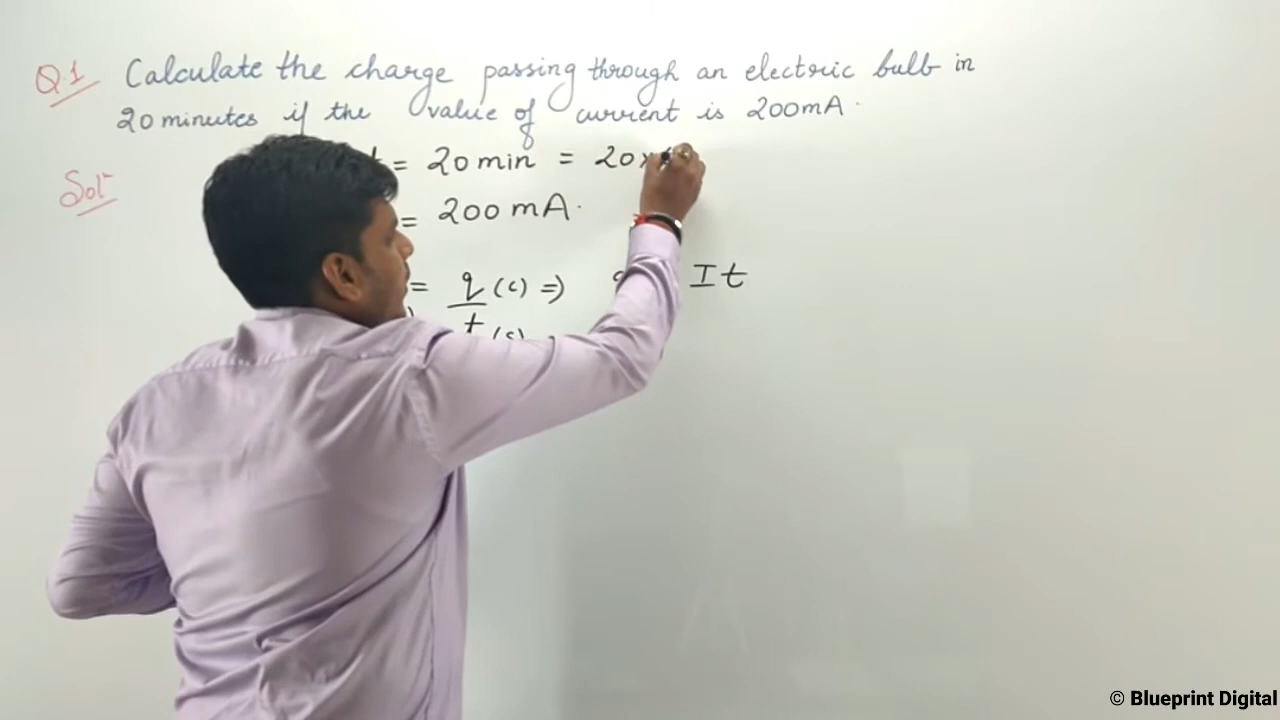 Q.1 Calculate the charge passing through an electric bulb in
20 minutes if the value of current is 200mA.
Sol
t = 20 min = 20x
= 200 mA.
= q (c) => It
t (s)
© Blueprint Digital